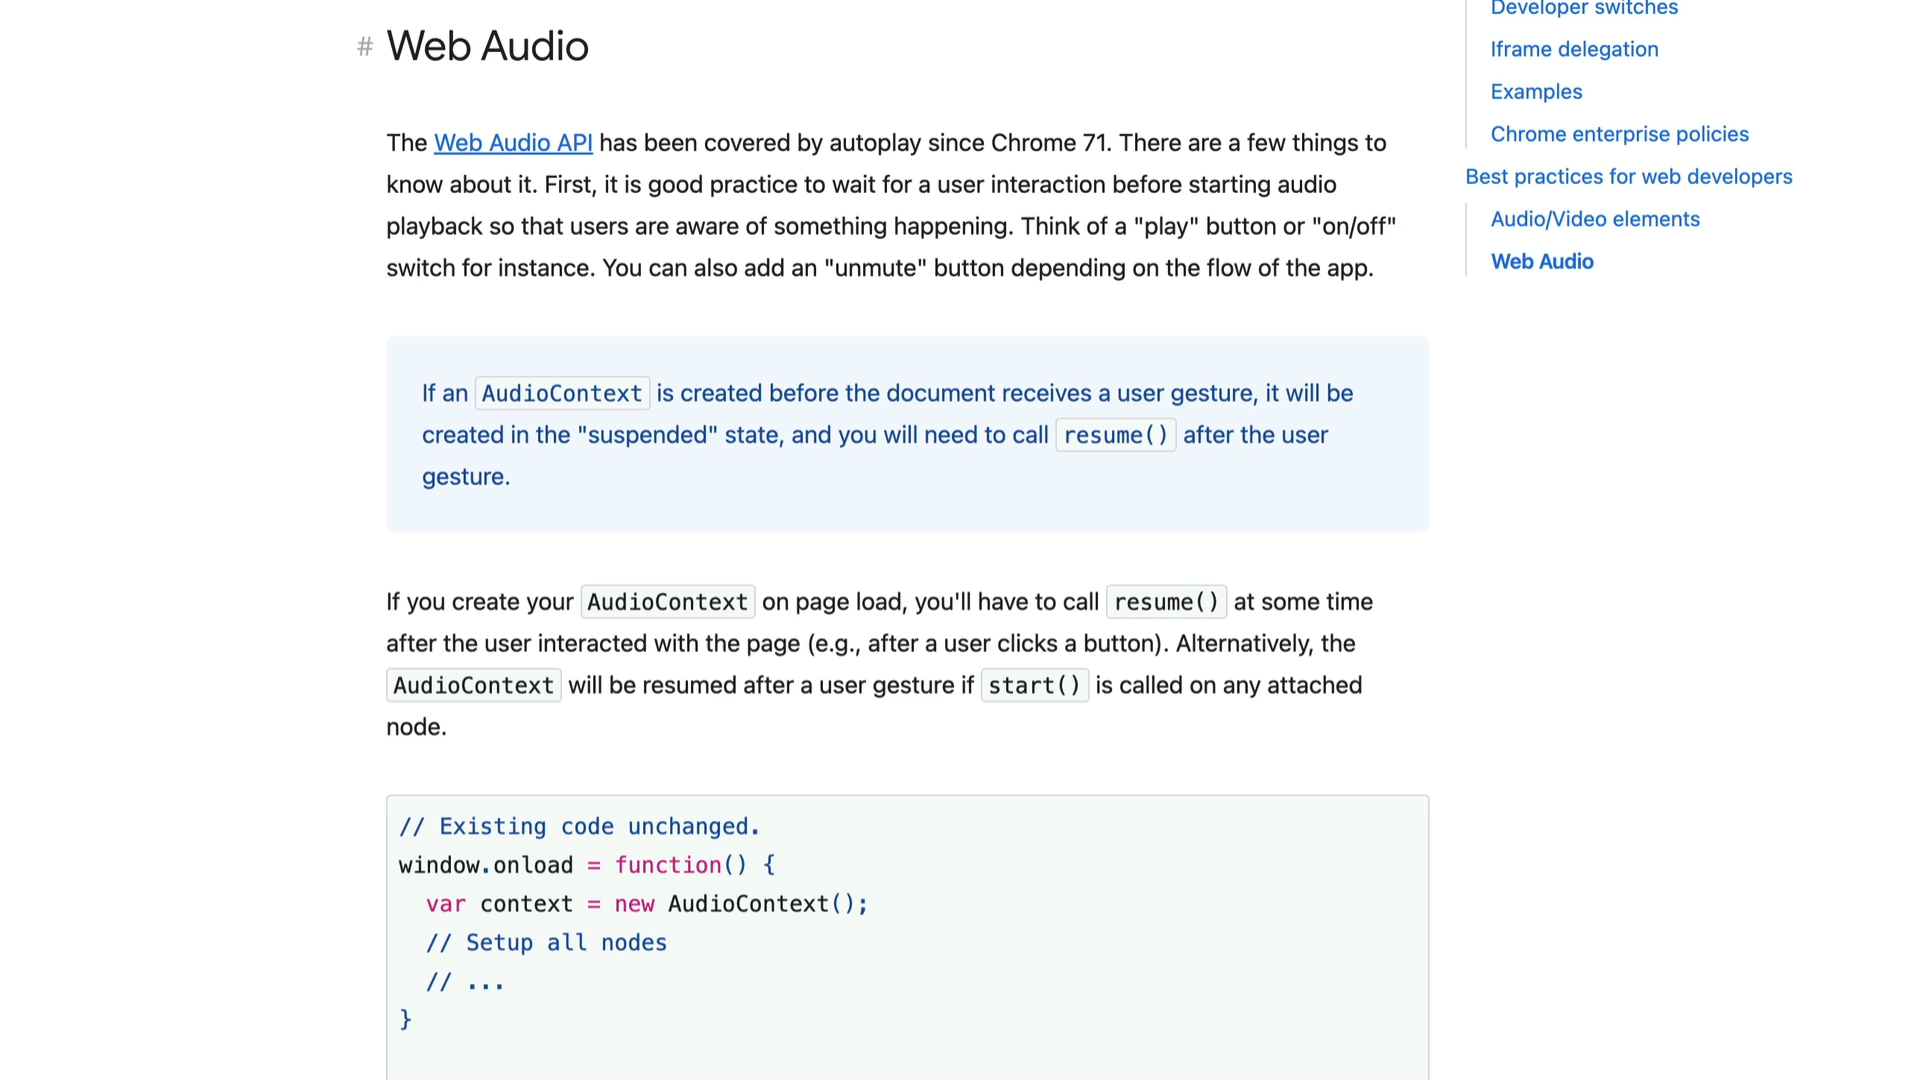 # Web Audio
The Web Audio API has been covered by autoplay since Chrome 71. There are a few things to
know about it. First, it is good practice to wait for a user interaction before starting audio
playback so that users are aware of something happening. Think of a "play" button or "on/off"
switch for instance. You can also add an "unmute" button depending on the flow of the app.
If an AudioContext is created before the document receives a user gesture, it will be
created in the "suspended" state, and you will need to call resume() after the user
gesture.
If you create your AudioContext on page load, you'll have to call resume() at some time
after the user interacted with the page (e.g., after a user clicks a button). Alternatively, the
AudioContext will be resumed after a user gesture if start() is called on any attached
node.
// Existing code unchanged.
window.onload = function() {
  var context = new AudioContext();
  // Setup all nodes
  // ...
}
Developer switches
Iframe delegation
Examples
Chrome enterprise policies
Best practices for web developers
Audio/Video elements
Web Audio